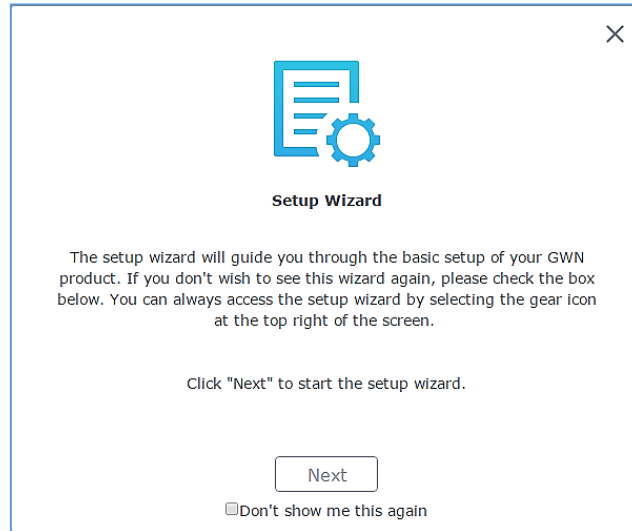 Setup Wizard
The setup wizard will guide you through the basic setup of your GWN
product. If you don't wish to see this wizard again, please check the box
below. You can always access the setup wizard by selecting the gear icon
at the top right of the screen.
Click "Next" to start the setup wizard.
Next
Don't show me this again